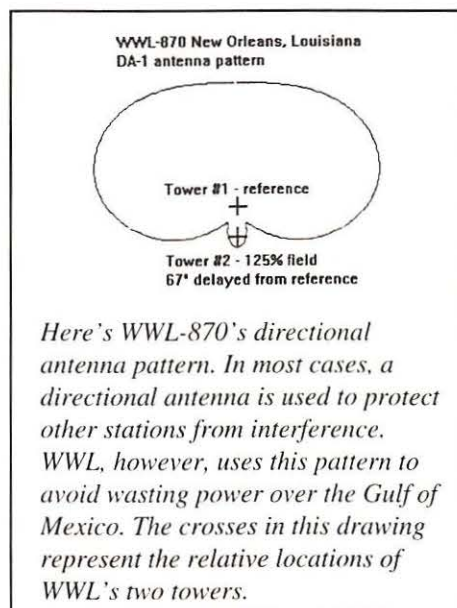 WWL-870 New Orleans, Louisiana
DA-1 antenna pattern
Tower #1 - reference
Tower #2 - 125% field
67° delayed from reference
Here's WWL-870's directional
antenna pattern. In most cases, a
directional antenna is used to protect
other stations from interference.
WWL, however, uses this pattern to
avoid wasting power over the Gulf of
Mexico. The crosses in this drawing
represent the relative locations of
WWL's two towers.